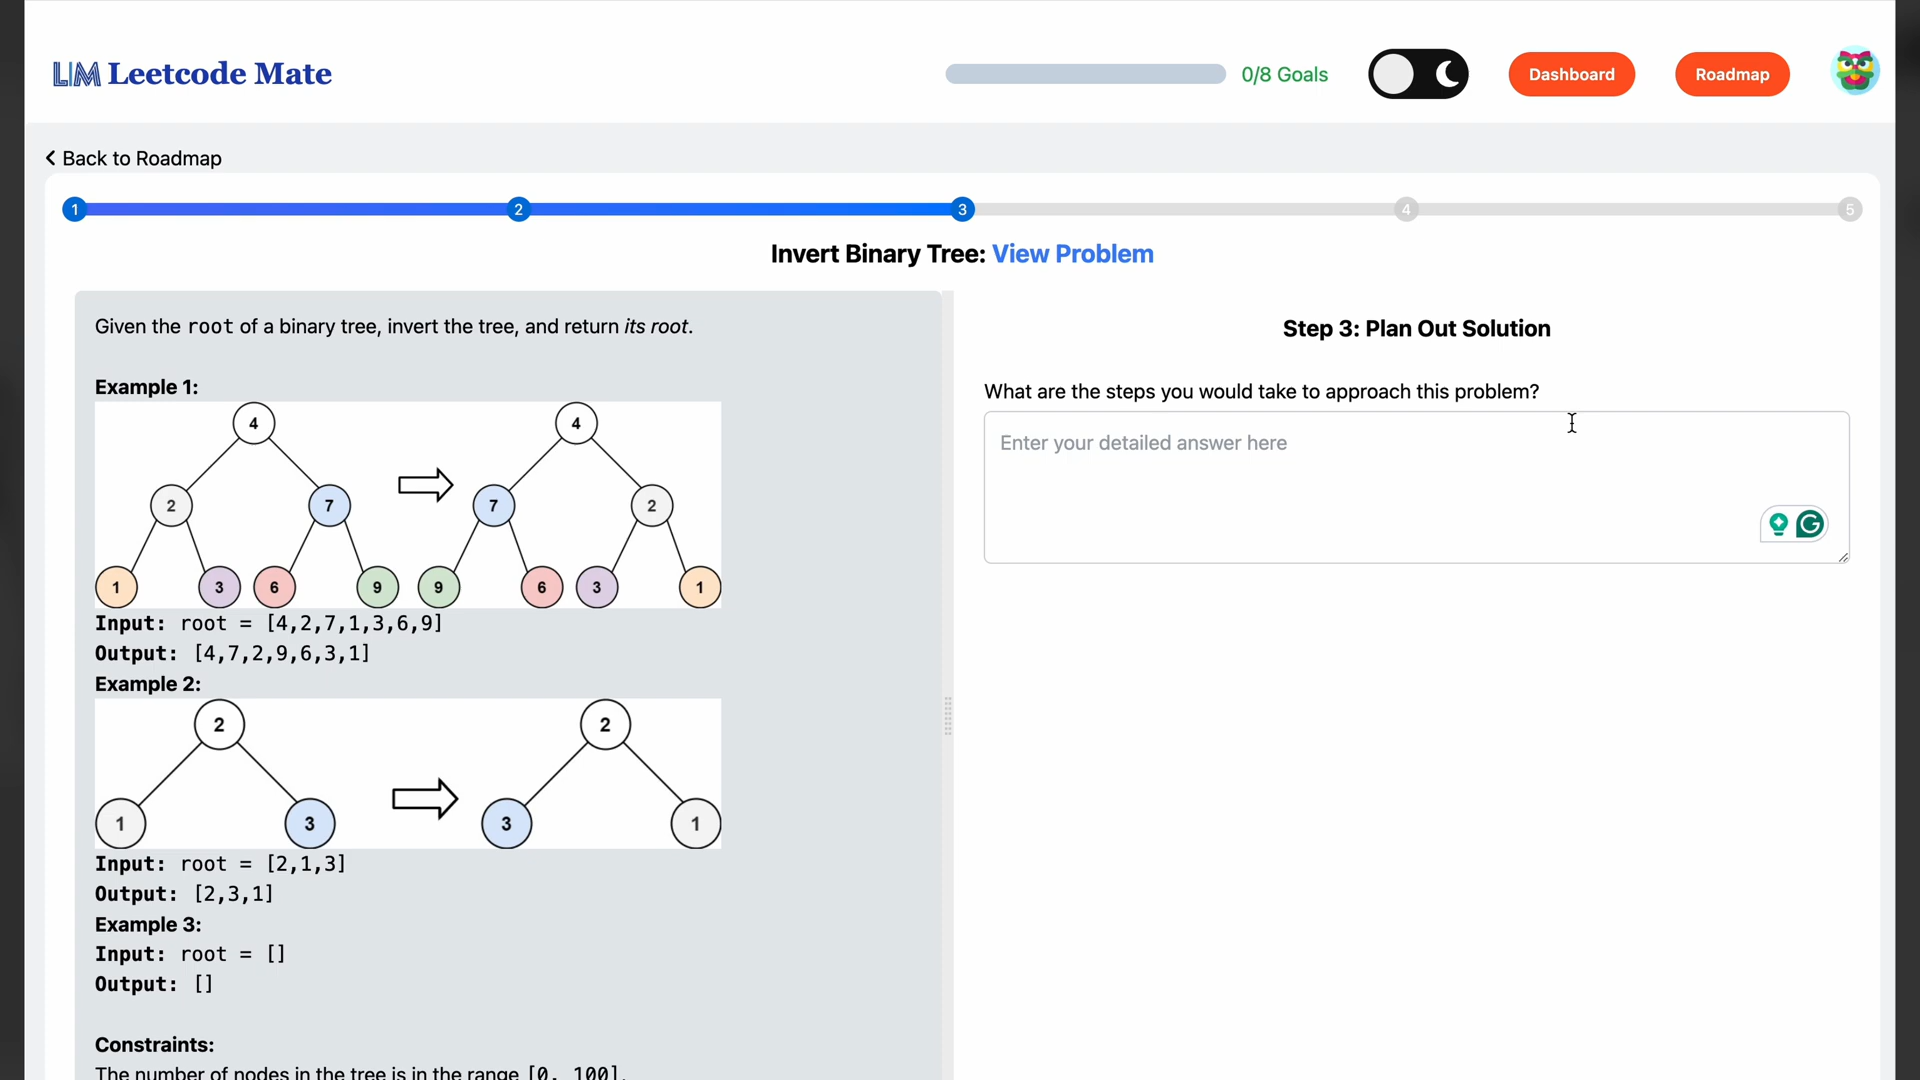 LM Leetcode Mate
0/8 Goals
Dashboard
Roadmap
Back to Roadmap
1 2 3 4 5
Invert Binary Tree: View Problem
Given the root of a binary tree, invert the tree, and return its root.
Example 1:
4 4
2 7 7 2
1 3 6 9 9 6 3 1
Input: root = [4,2,7,1,3,6,9]
Output: [4,7,2,9,6,3,1]
Example 2:
2 2
1 3 3 1
Input: root = [2,1,3]
Output: [2,3,1]
Example 3:
Input: root = []
Output: []
Constraints:
The number of nodes in the tree is in the range [0, 100].
Step 3: Plan Out Solution
What are the steps you would take to approach this problem?
Enter your detailed answer here